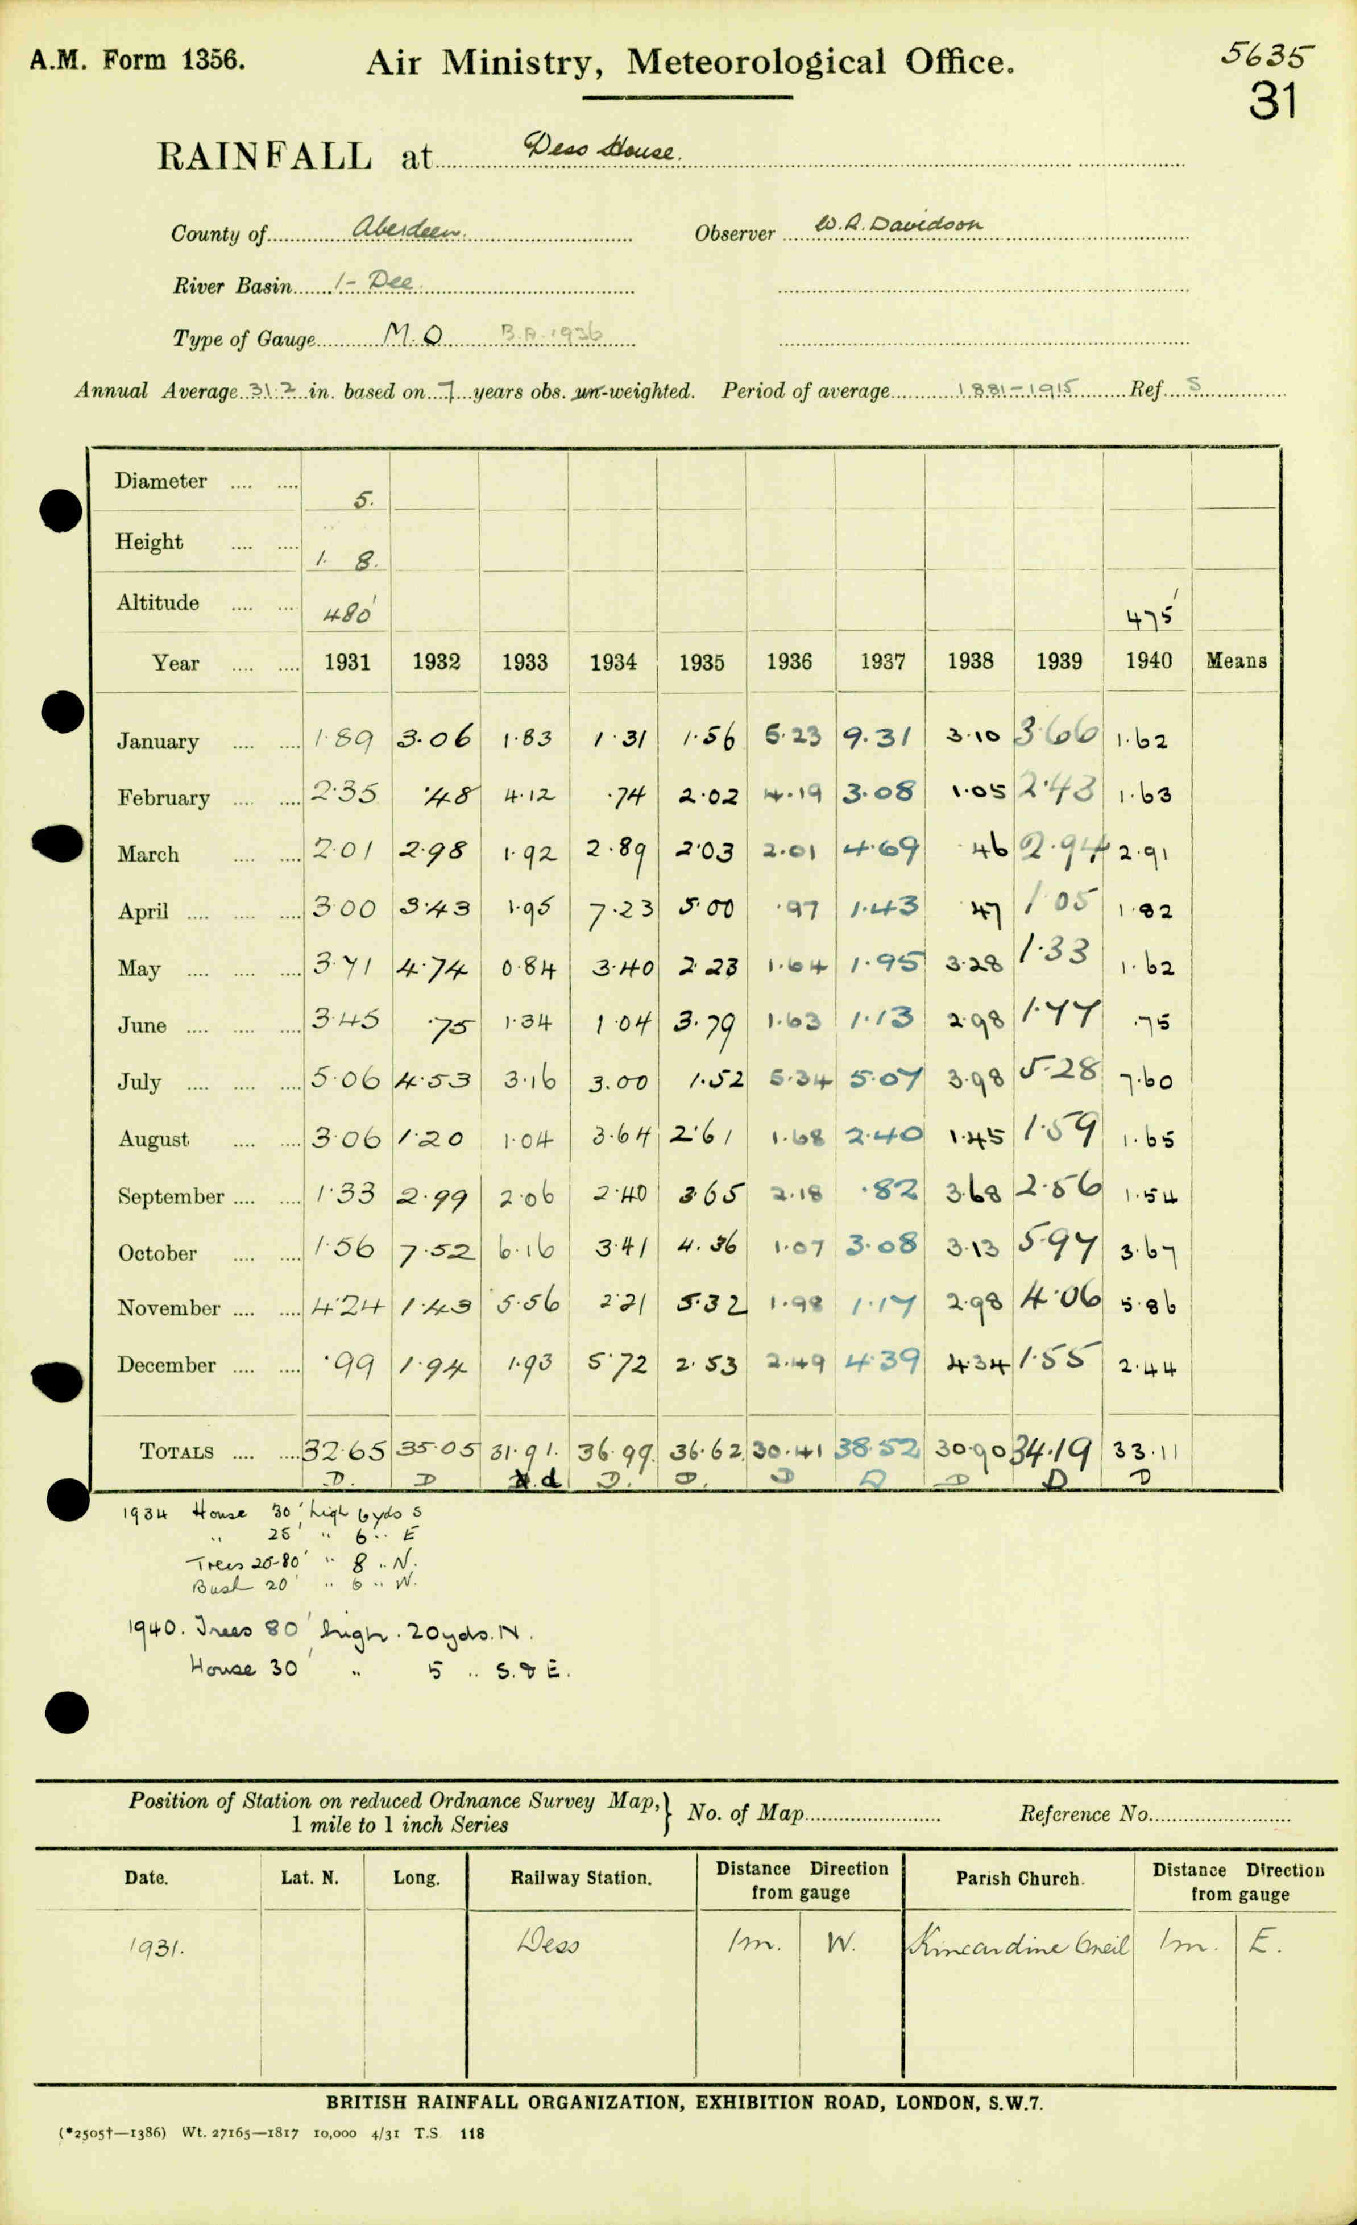 A.M. Form 1356. Air Ministry, Meteorological Office. 5635
31
RAINFALL at Dess House.
County of Aberdeen. Observer W. A. Davidson
River Basin 1- Dee
Type of Gauge M.O B.A. 1936
Annual Average 31.2 in. based on 7 years obs. un-weighted. Period of average 1881-1915 Ref. S
Diameter .... .... 5.
Height .... .... 1. 8.
Altitude .... .... 480' 475'
Year .... .... 1931 1932 1933 1934 1935 1936 1937 1938 1939 1940 Means
January .... .... 1.89 3.06 1.83 1.31 1.56 5.23 9.31 3.10 3.66 1.62
February .... .... 2.35 .48 4.12 .74 2.02 4.19 3.08 1.05 2.43 1.63
March .... .... 2.01 2.98 1.92 2.89 2.03 2.01 4.69 .46 2.94 2.91
April .... .... .... 3.00 3.43 1.95 7.23 5.00 .97 1.43 .47 1.05 1.82
May .... .... .... 3.71 4.74 0.84 3.40 2.23 1.64 1.95 3.28 1.33 1.62
June .... .... .... 3.45 .75 1.34 1.04 3.79 1.63 1.13 2.98 1.77 .75
July .... .... .... 5.06 4.53 3.16 3.00 1.52 5.34 5.07 3.98 5.28 7.60
August .... .... 3.06 1.20 1.04 3.64 2.61 1.68 2.40 1.45 1.59 1.65
September .... .... 1.33 2.99 2.06 2.40 3.65 2.18 .82 3.68 2.56 1.54
October .... .... 1.56 7.52 6.16 3.41 4.36 1.07 3.08 3.13 5.97 3.67
November .... .... 4.24 1.43 5.56 2.21 5.32 1.98 1.17 2.98 4.06 5.86
December .... .... .99 1.94 1.93 5.72 2.53 2.49 4.39 4.34 1.55 2.44
TOTALS .... .... 32.65 35.05 31.91. 36.99. 36.62. 30.41 38.52 30.90 34.19 33.11
D. D d D. D. D D D D D
1934 House 30' high 6 yds S
" 25' " 6 " E
Trees 25-80' " 8 " N.
Bush 20' " 6 " W.
1940. Trees 80' high. 20 yds. N.
House 30' " 5 " S. & E.
Position of Station on reduced Ordnance Survey Map, 1 mile to 1 inch Series } No. of Map Reference No.
Date. Lat. N. Long. Railway Station. Distance Direction from gauge Parish Church. Distance Direction from gauge
1931. Dess 1m. W. Kincardine Oneil 1m. E.
BRITISH RAINFALL ORGANIZATION, EXHIBITION ROAD, LONDON, S.W.7.
(*2505†—1386) Wt. 27165—1817 10,000 4/31 T.S. 118